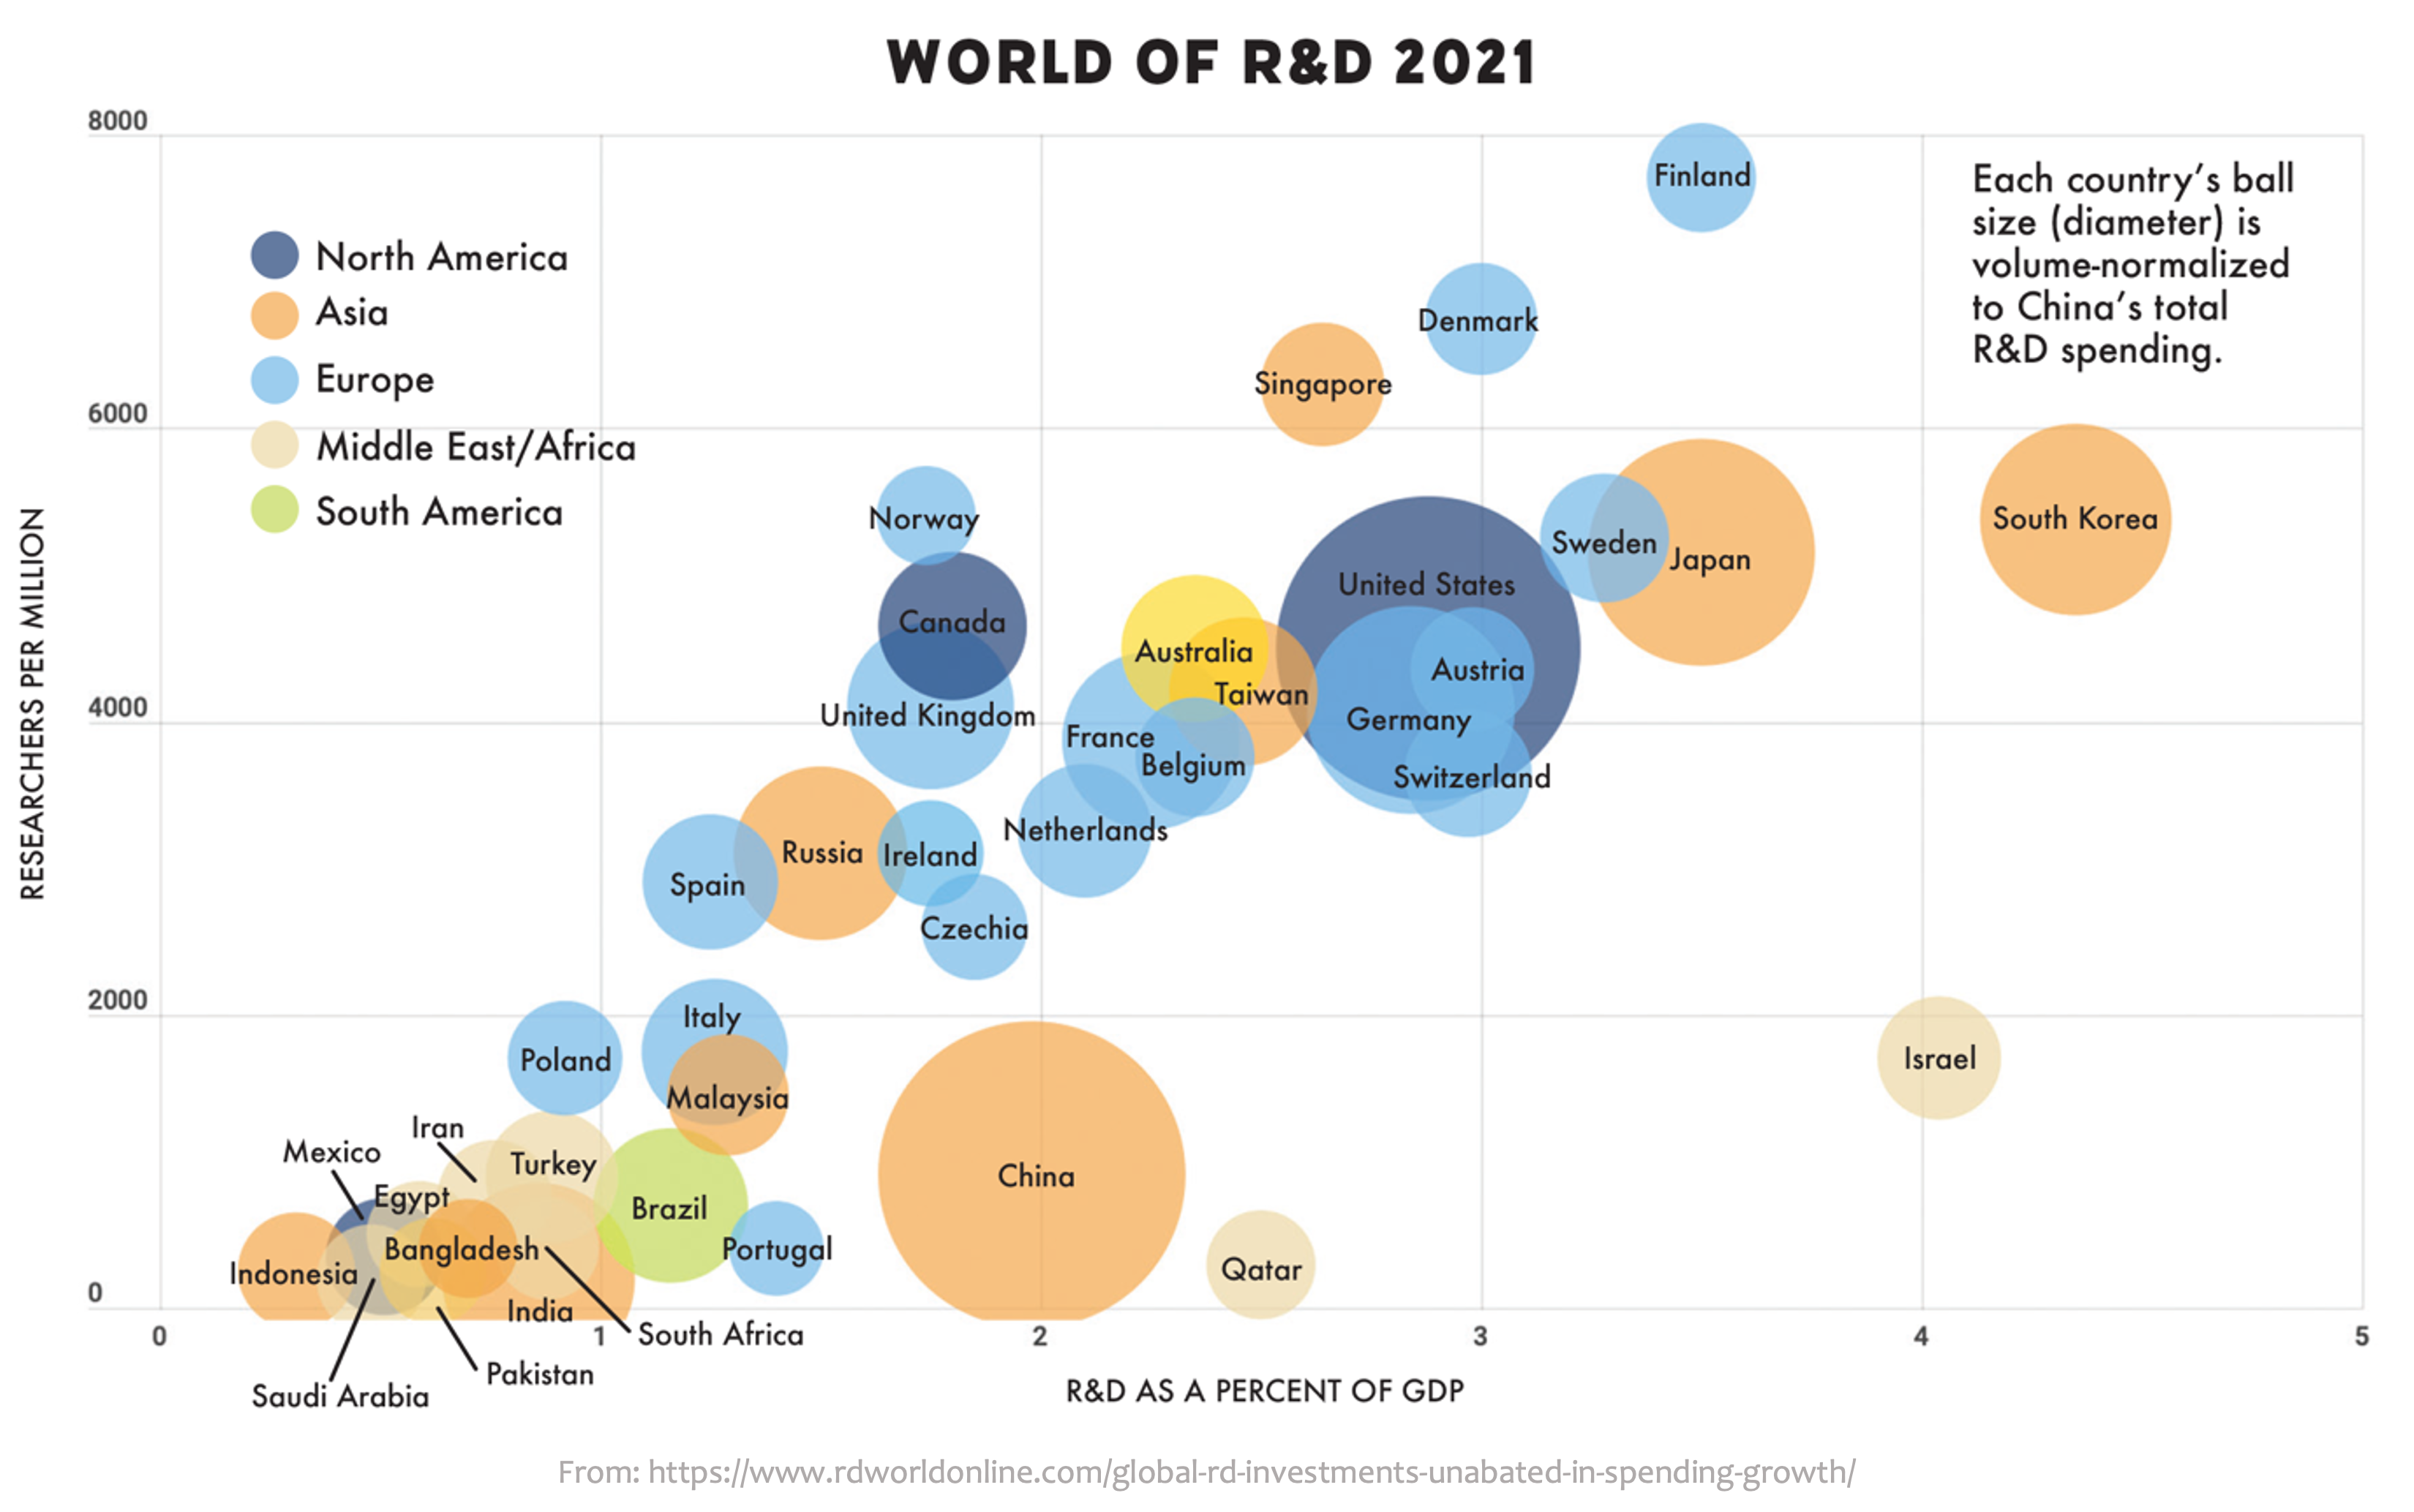 WORLD OF R&D 2021
8000
6000
4000
2000
0
RESEARCHERS PER MILLION
North America
Asia
Europe
Middle East/Africa
South America
Each country's ball
size (diameter) is
volume-normalized
to China's total
R&D spending.
Finland
Denmark
Singapore
Norway
South Korea
Sweden
Japan
United States
Canada
Australia
Austria
Taiwan
United Kingdom
Germany
France
Belgium
Switzerland
Netherlands
Russia
Ireland
Spain
Czechia
Italy
Poland
Israel
Malaysia
Iran
Mexico
Turkey
China
Egypt
Brazil
Bangladesh
Portugal
Indonesia
Qatar
India
South Africa
Pakistan
Saudi Arabia
0
1
2
3
4
5
R&D AS A PERCENT OF GDP
From: https://www.rdworldonline.com/global-rd-investments-unabated-in-spending-growth/